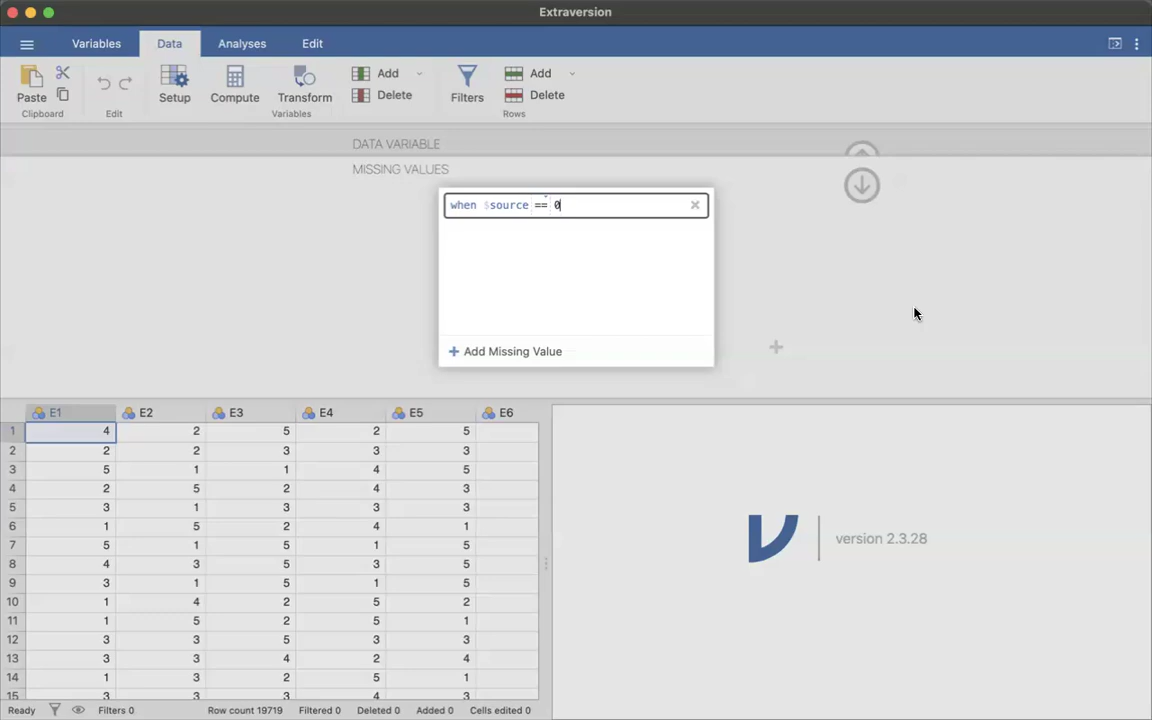 Extraversion
Variables Data Analyses Edit
Paste Setup Compute Transform Add Delete Filters Add Delete
Clipboard Edit Variables Rows
DATA VARIABLE
MISSING VALUES
when $source == 0
Add Missing Value
E1 E2 E3 E4 E5 E6
1 4 2 5 2 5
2 2 2 3 3 3
3 5 1 1 4 5
4 2 5 2 4 3
5 3 1 3 3 3
6 1 5 2 4 1
7 5 1 5 1 5
8 4 3 5 3 5
9 3 1 5 1 5
10 1 4 2 5 2
11 1 5 2 5 1
12 3 3 5 3 3
13 3 3 4 2 4
14 1 3 2 5 1
15 3 3 3 4 3
version 2.3.28
Ready Filters 0 Row count 19719 Filtered 0 Deleted 0 Added 0 Cells edited 0